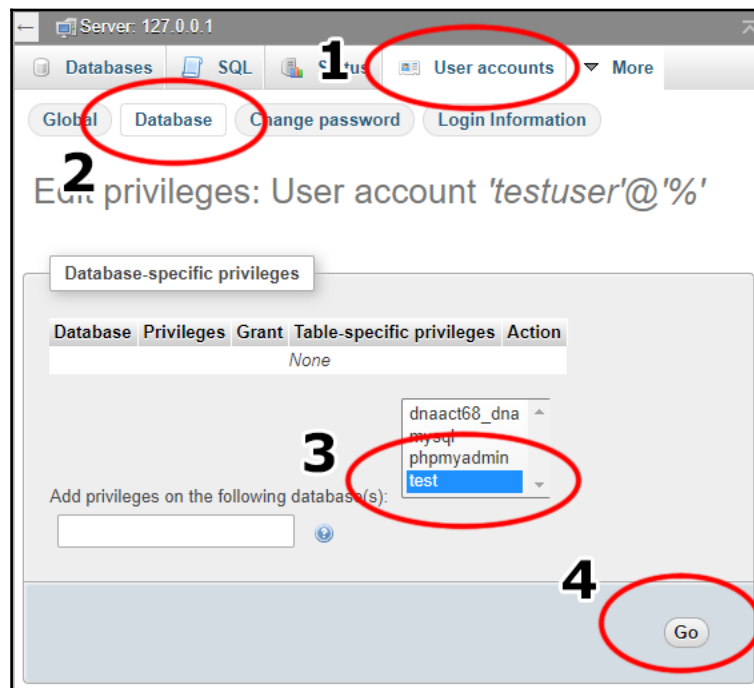 Server: 127.0.0.1
1
Databases SQL Status User accounts More
Global Database Change password Login Information
2
Edit privileges: User account 'testuser'@'%'
Database-specific privileges
Database Privileges Grant Table-specific privileges Action
None
dnaact68_dna
mysql
phpmyadmin
3
test
Add privileges on the following database(s):
4
Go